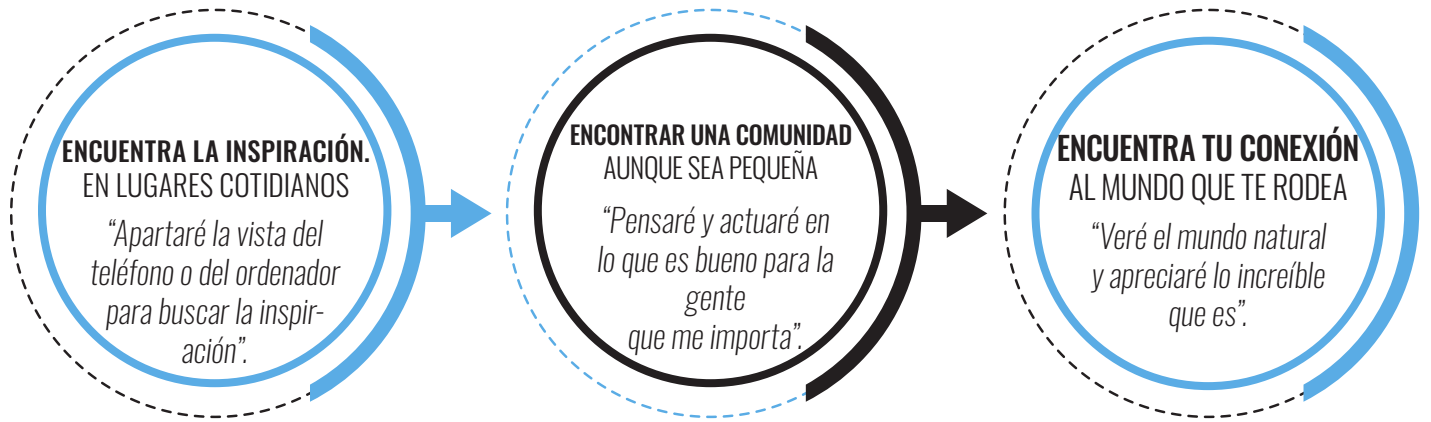 ENCUENTRA LA INSPIRACIÓN.
EN LUGARES COTIDIANOS
“Apartaré la vista del
teléfono o del ordenador
para buscar la inspir-
ación”.
ENCONTRAR UNA COMUNIDAD
AUNQUE SEA PEQUEÑA
“Pensaré y actuaré en
lo que es bueno para la
gente
que me importa”.
ENCUENTRA TU CONEXIÓN
AL MUNDO QUE TE RODEA
“Veré el mundo natural
y apreciaré lo increíble
que es”.